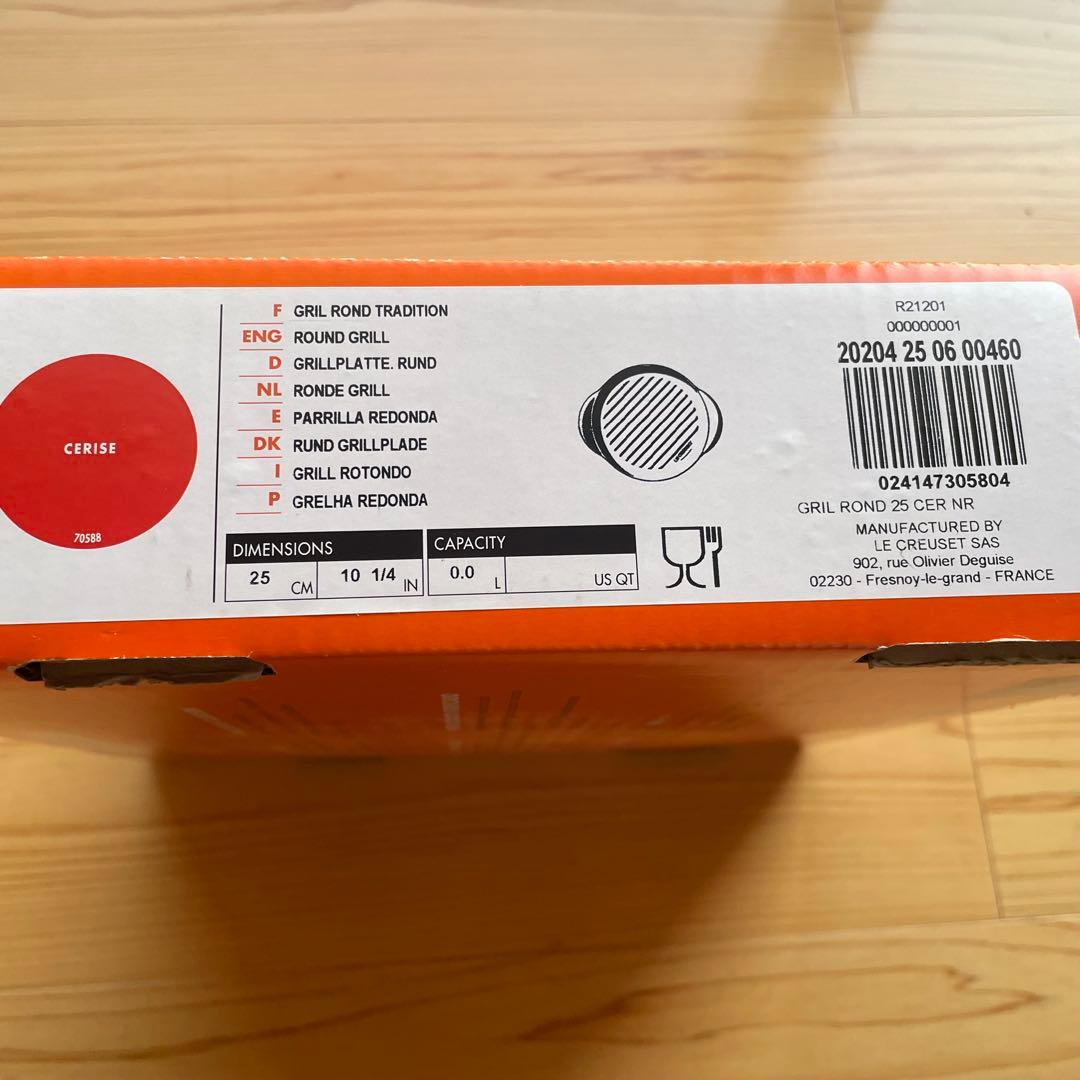 CERISE
70588
F GRIL ROND TRADITION
ENG ROUND GRILL
D GRILLPLATTE. RUND
NL RONDE GRILL
E PARRILLA REDONDA
DK RUND GRILLPLADE
I GRILL ROTONDO
P GRELHA REDONDA
DIMENSIONS
25 CM 10 1/4 IN
CAPACITY
0.0 L US QT
R21201
000000001
20204 25 06 00460
024147305804
GRIL ROND 25 CER NR
MANUFACTURED BY
LE CREUSET SAS
902, rue Olivier Deguise
02230 - Fresnoy-le-grand - FRANCE